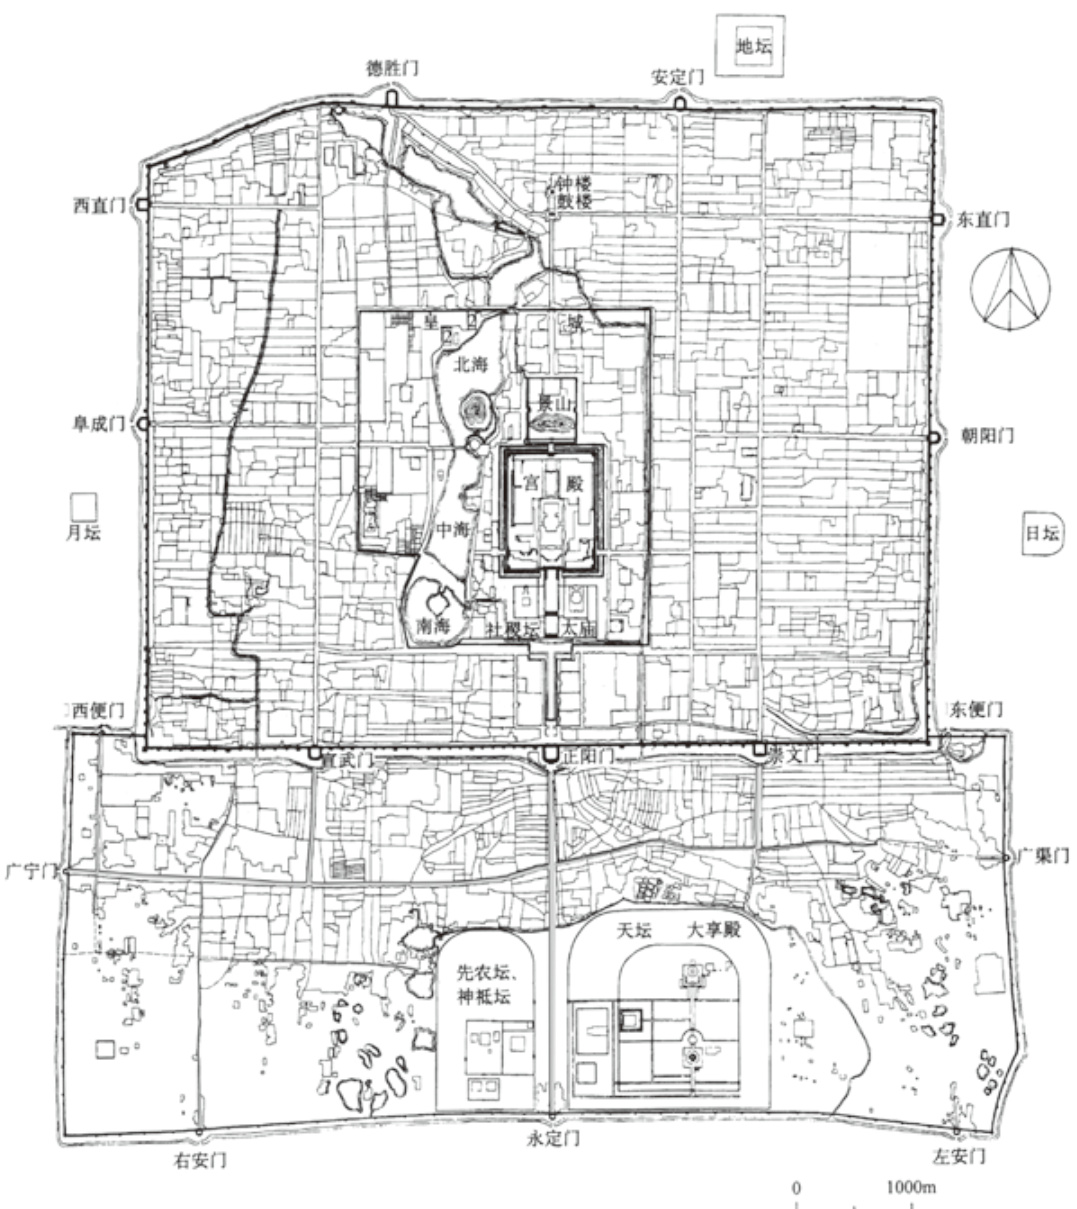 地坛
德胜门
安定门
钟楼
鼓楼
西直门
东直门
皇
2
城
2
北海
景山
阜成门
朝阳门
宫 殿
月坛
中海
日坛
南海
社稷坛
太庙
西便门
东便门
宣武门
正阳门
崇文门
广宁门
广渠门
天坛
大享殿
先农坛、
神祇坛
永定门
右安门
左安门
0
1000m